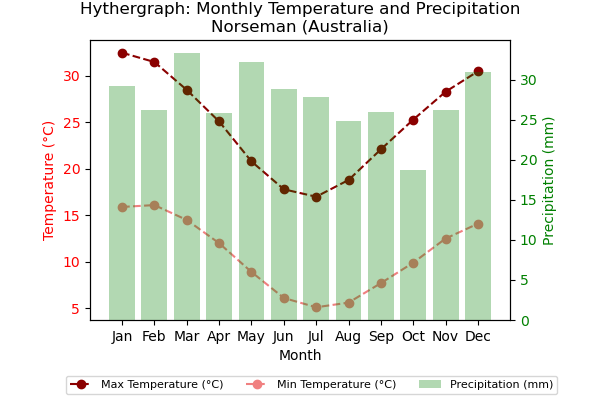 Hythergraph: Monthly Temperature and Precipitation
Norseman (Australia)
Temperature (°C)
30
25
20
15
10
5
30
25
20
15
10
5
0
Precipitation (mm)
Jan Feb Mar Apr May Jun Jul Aug Sep Oct Nov Dec
Month
Max Temperature (°C) Min Temperature (°C) Precipitation (mm)